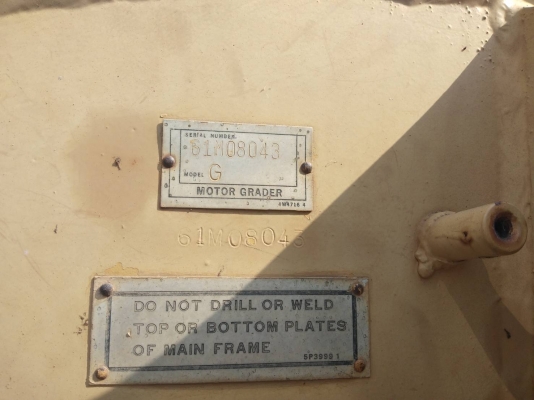 SERIAL NUMBER
61M08043
MODEL G
MOTOR GRADER
61M08043
DO NOT DRILL OR WELD
TOP OR BOTTOM PLATES
OF MAIN FRAME